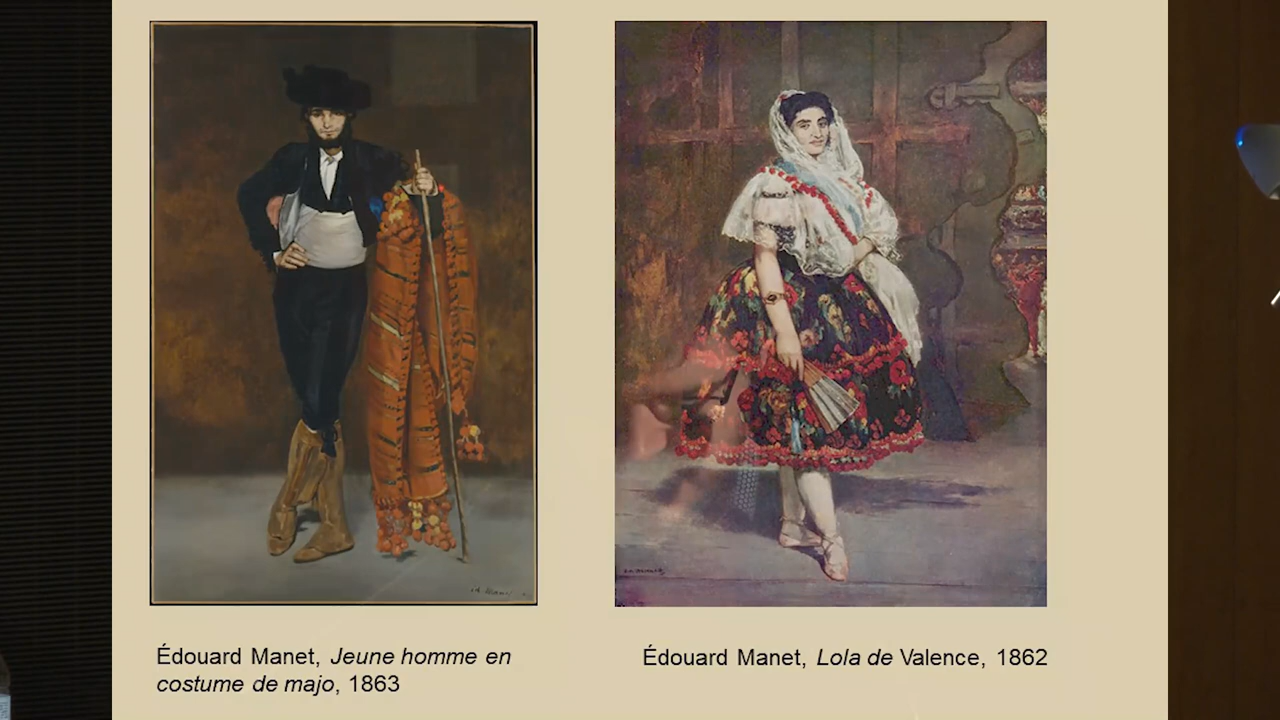 Édouard Manet, Jeune homme en
costume de majo, 1863
Édouard Manet, Lola de Valence, 1862